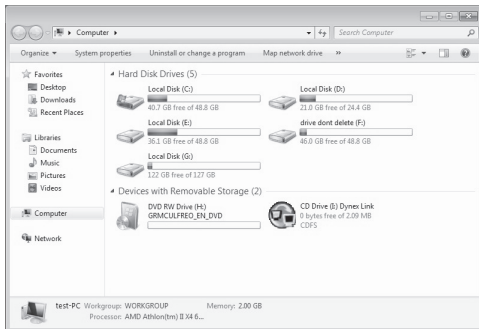 Computer
Search Computer
Organize
System properties
Uninstall or change a program
Map network drive
»
Favorites
Desktop
Downloads
Recent Places
Libraries
Documents
Music
Pictures
Videos
Computer
Network
Hard Disk Drives (5)
Local Disk (C:)
40.7 GB free of 48.8 GB
Local Disk (D:)
21.0 GB free of 24.4 GB
Local Disk (E:)
36.1 GB free of 48.8 GB
drive dont delete (F:)
46.0 GB free of 48.8 GB
Local Disk (G:)
122 GB free of 127 GB
Devices with Removable Storage (2)
DVD RW Drive (H:)
GRMCULFREO_EN_DVD
CD Drive (I:) Dynex Link
0 bytes free of 2.09 MB
CDFS
test-PC Workgroup: WORKGROUP Memory: 2.00 GB
Processor: AMD Athlon(tm) II X4 6...